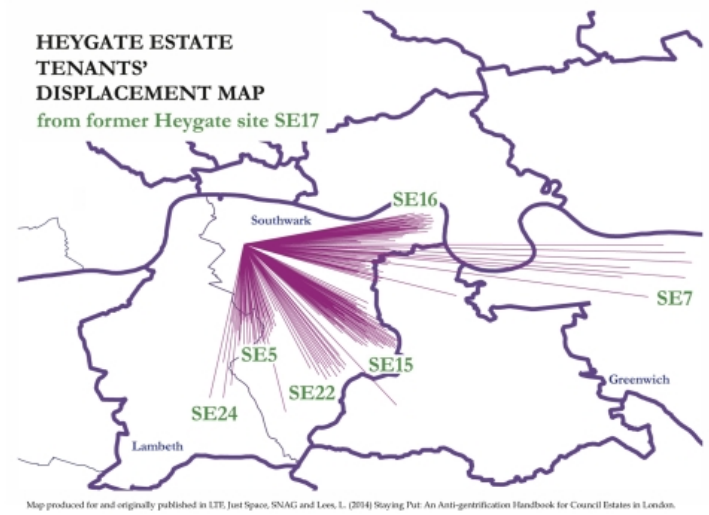 HEYGATE ESTATE
TENANTS'
DISPLACEMENT MAP
from former Heygate site SE17
SE16
Southwark
SE7
SE5
SE15
Greenwich
SE22
SE24
Lambeth
Map produced for and originally published in LTF, Just Space, SNAG and Lees, L. (2014) Staying Put: An Anti-gentrification Handbook for Council Estates in London.